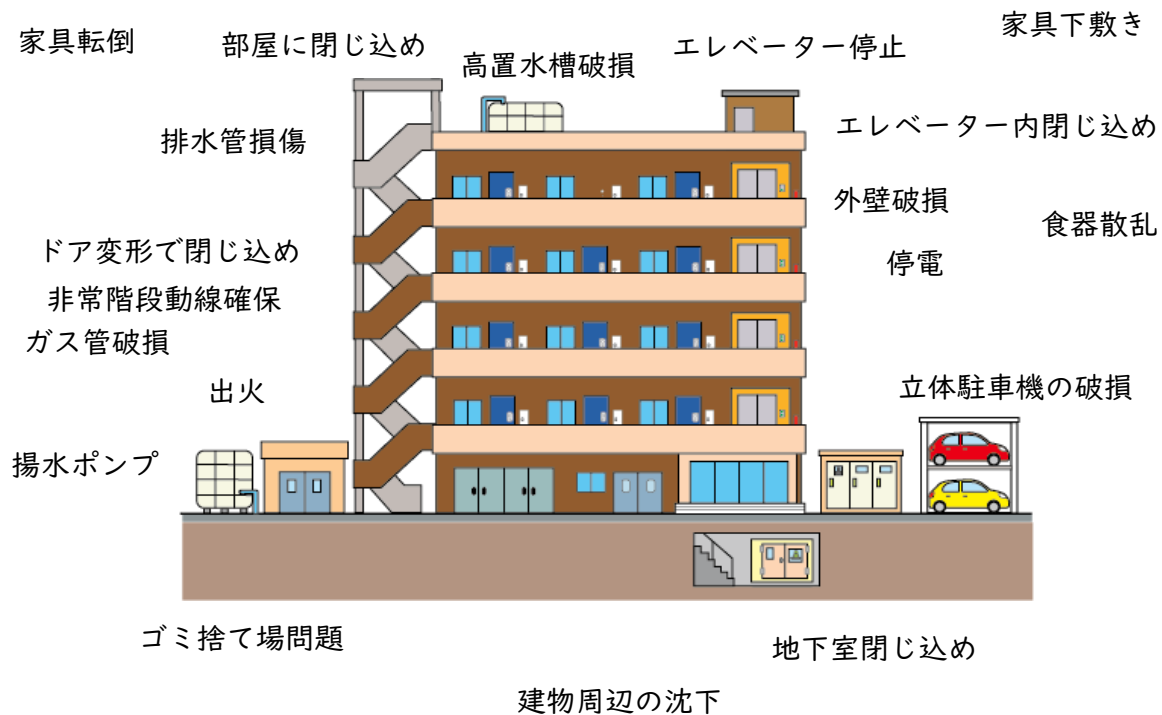 家具転倒
部屋に閉じ込め
高置水槽破損
エレベーター停止
家具下敷き
排水管損傷
エレベーター内閉じ込め
外壁破損
食器散乱
ドア変形で閉じ込め
停電
非常階段動線確保
ガス管破損
出火
立体駐車機の破損
揚水ポンプ
ゴミ捨て場問題
地下室閉じ込め
建物周辺の沈下